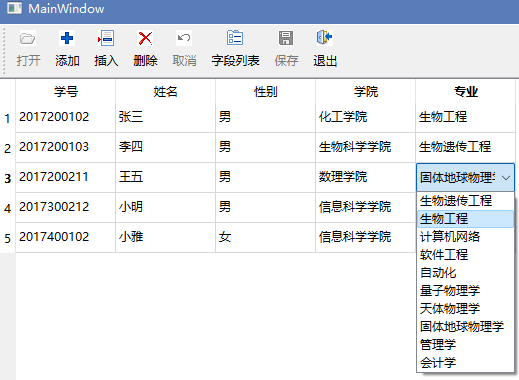 MainWindow
打开 添加 插入 删除 取消 字段列表 保存 退出
学号 姓名 性别 学院 专业
1 2017200102 张三 男 化工学院 生物工程
2 2017200103 李四 男 生物科学学院 生物遗传工程
3 2017200211 王五 男 数理学院 固体地球物理学
4 2017300212 小明 男 信息科学学院
5 2017400102 小雅 女 信息科学学院
生物遗传工程
生物工程
计算机网络
软件工程
自动化
量子物理学
天体物理学
固体地球物理学
管理学
会计学